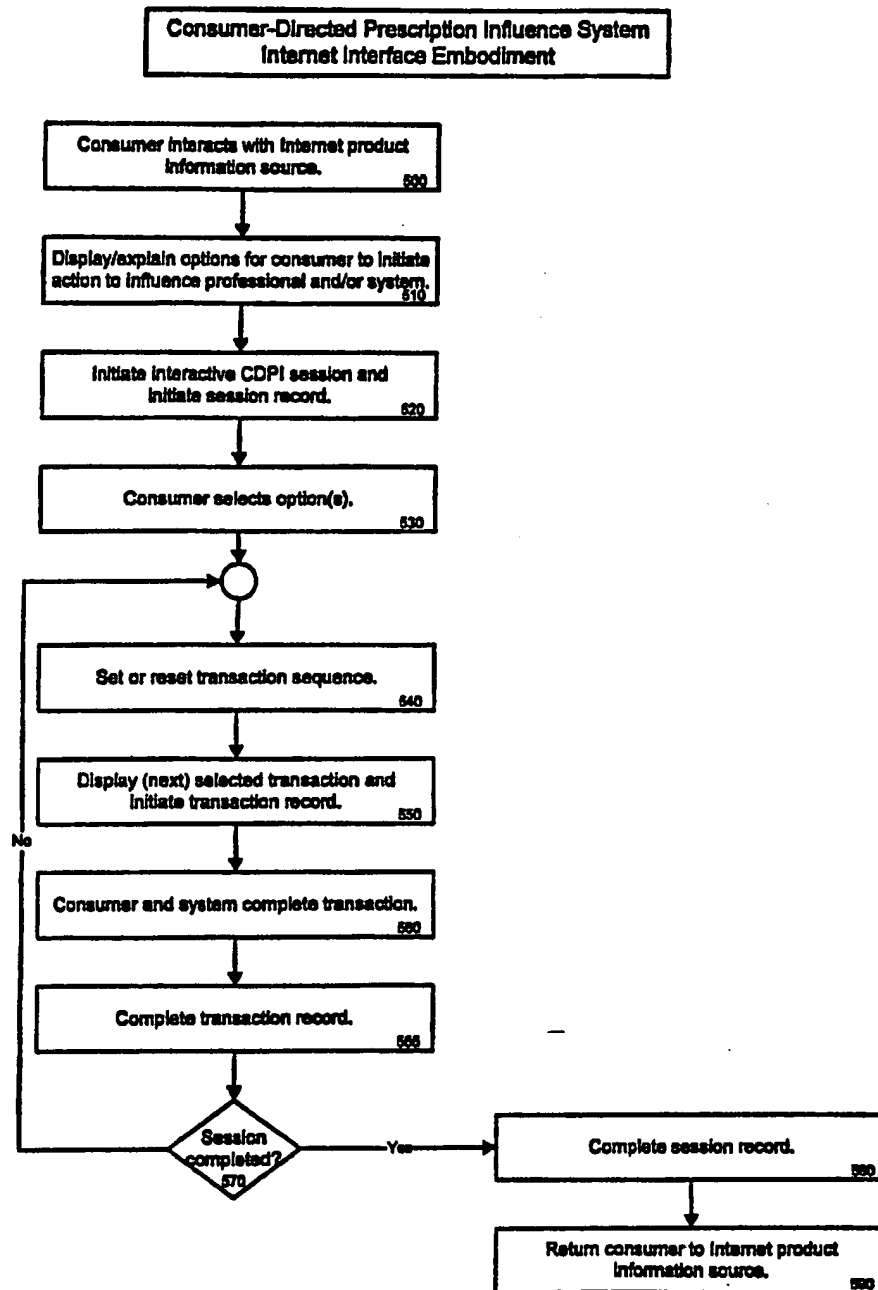 Consumer-Directed Prescription Influence System
Internet Interface Embodiment
Consumer interacts with Internet product
information source.
500
Display/explain options for consumer to initiate
action to influence professional and/or system.
510
Initiate interactive CDPI session and
initiate session record.
520
Consumer selects option(s).
530
Set or reset transaction sequence.
540
Display (next) selected transaction and
initiate transaction record.
550
No
Consumer and system complete transaction.
560
Complete transaction record.
565
Session
completed?
570
Yes
Complete session record.
580
Return consumer to Internet product
information source.
590